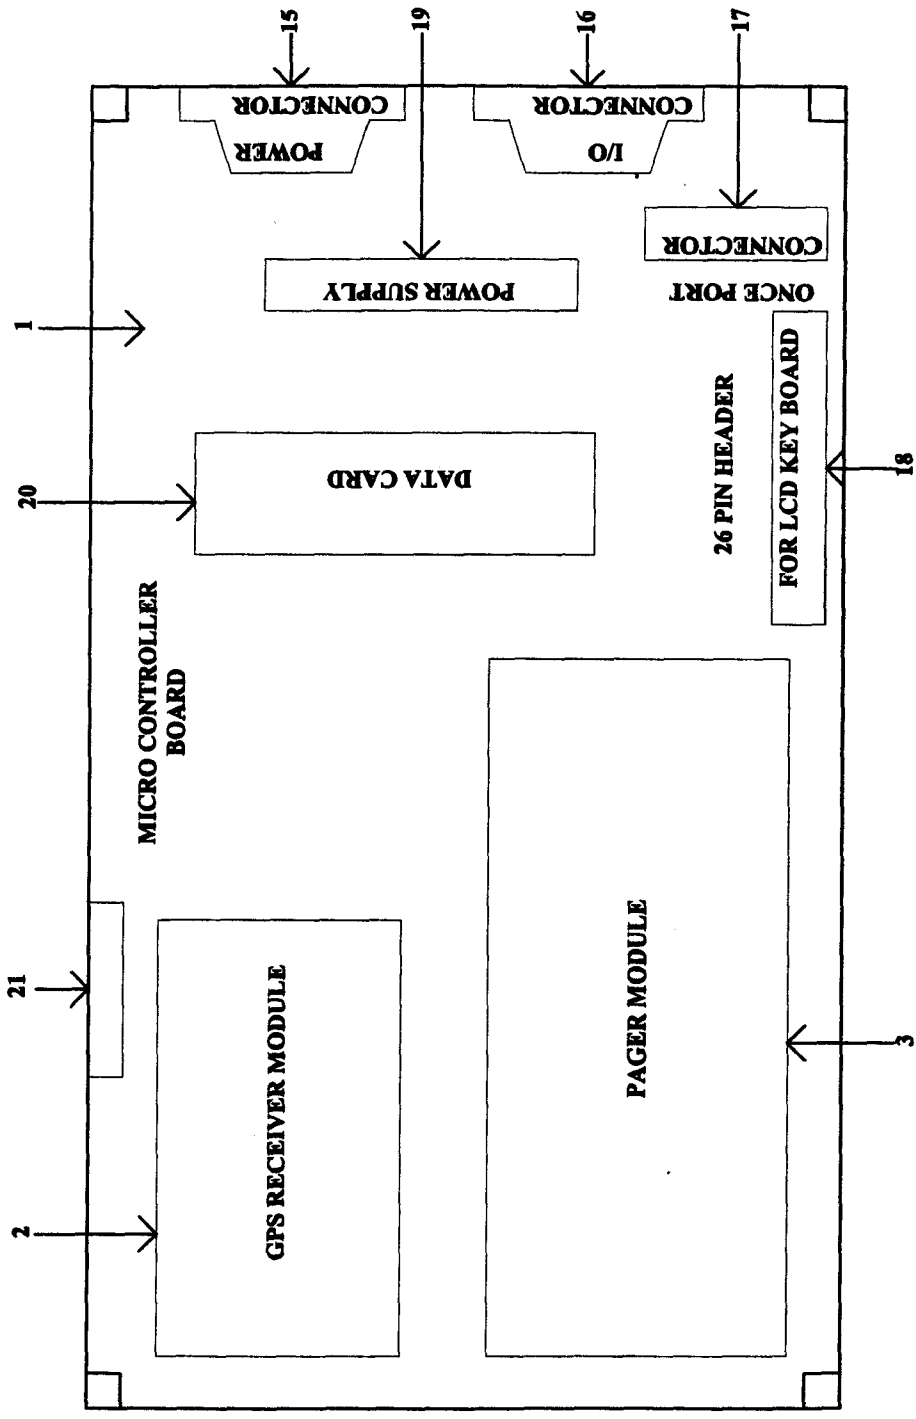 15
19
16
17
POWER
CONNECTOR
I/O
CONNECTOR
CONNECTOR
ONCE PORT
POWER SUPPLY
1
20
DATA CARD
26 PIN HEADER
FOR LCD KEY BOARD
18
MICRO CONTROLLER
BOARD
21
2
GPS RECEIVER MODULE
PAGER MODULE
3